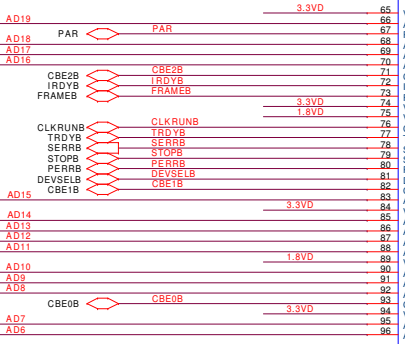 3.3VD 65
AD19 66
PAR PAR 67
AD18 68
AD17 69
AD16 70
CBE2B CBE2B 71
IRDYB IRDYB 72
FRAMEB FRAMEB 73
3.3VD 74
1.8VD 75
CLKRUNB CLKRUNB 76
TRDYB TRDYB 77
SERRB SERRB 78
STOPB STOPB 79
PERRB PERRB 80
DEVSELB DEVSELB 81
CBE1B CBE1B 82
AD15 83
3.3VD 84
AD14 85
AD13 86
AD12 87
AD11 88
1.8VD 89
AD10 90
AD9 91
AD8 92
CBE0B CBE0B 93
3.3VD 94
AD7 95
AD6 96